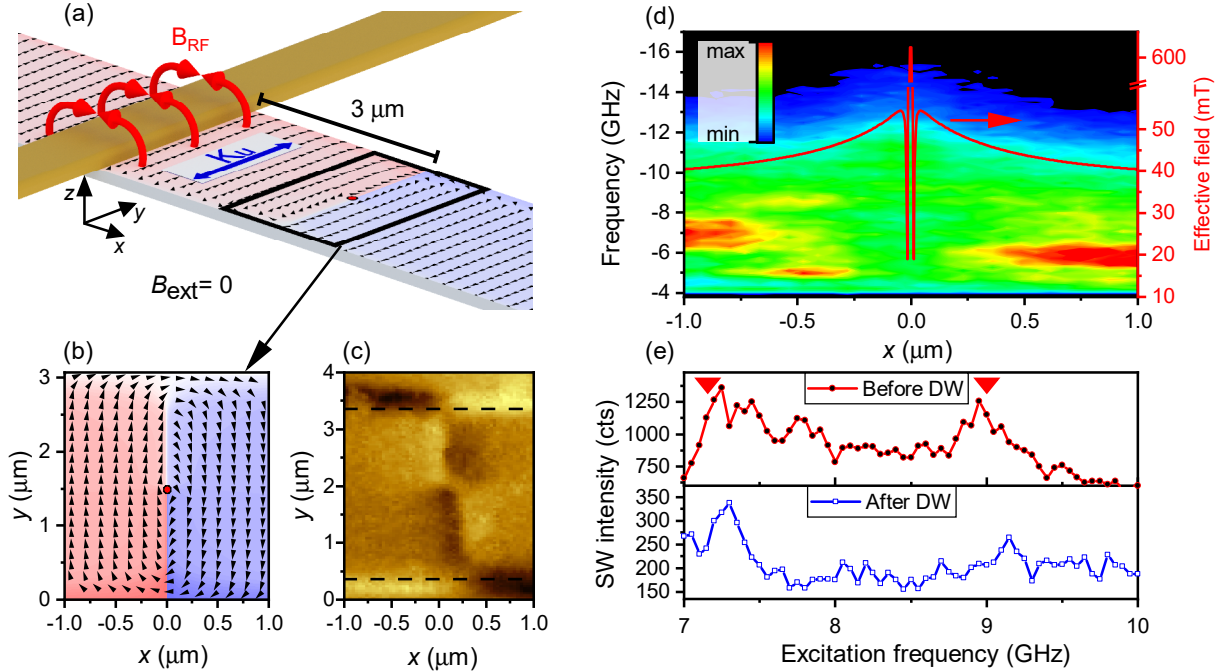 (a)
B_RF
3 μm
K_u
z
y
x
B_ext = 0
(b)
3
2
1
0
y (μm)
-1.0 -0.5 0.0 0.5 1.0
x (μm)
(c)
4
3
2
1
0
y (μm)
-1.0 -0.5 0.0 0.5 1.0
x (μm)
(d)
max
min
-16
-14
-12
-10
-8
-6
-4
Frequency (GHz)
600
50
40
30
20
10
Effective field (mT)
-1.0 -0.5 0.0 0.5 1.0
x (μm)
(e)
Before DW
1250
1000
750
After DW
350
300
250
200
150
SW intensity (cts)
7 8 9 10
Excitation frequency (GHz)